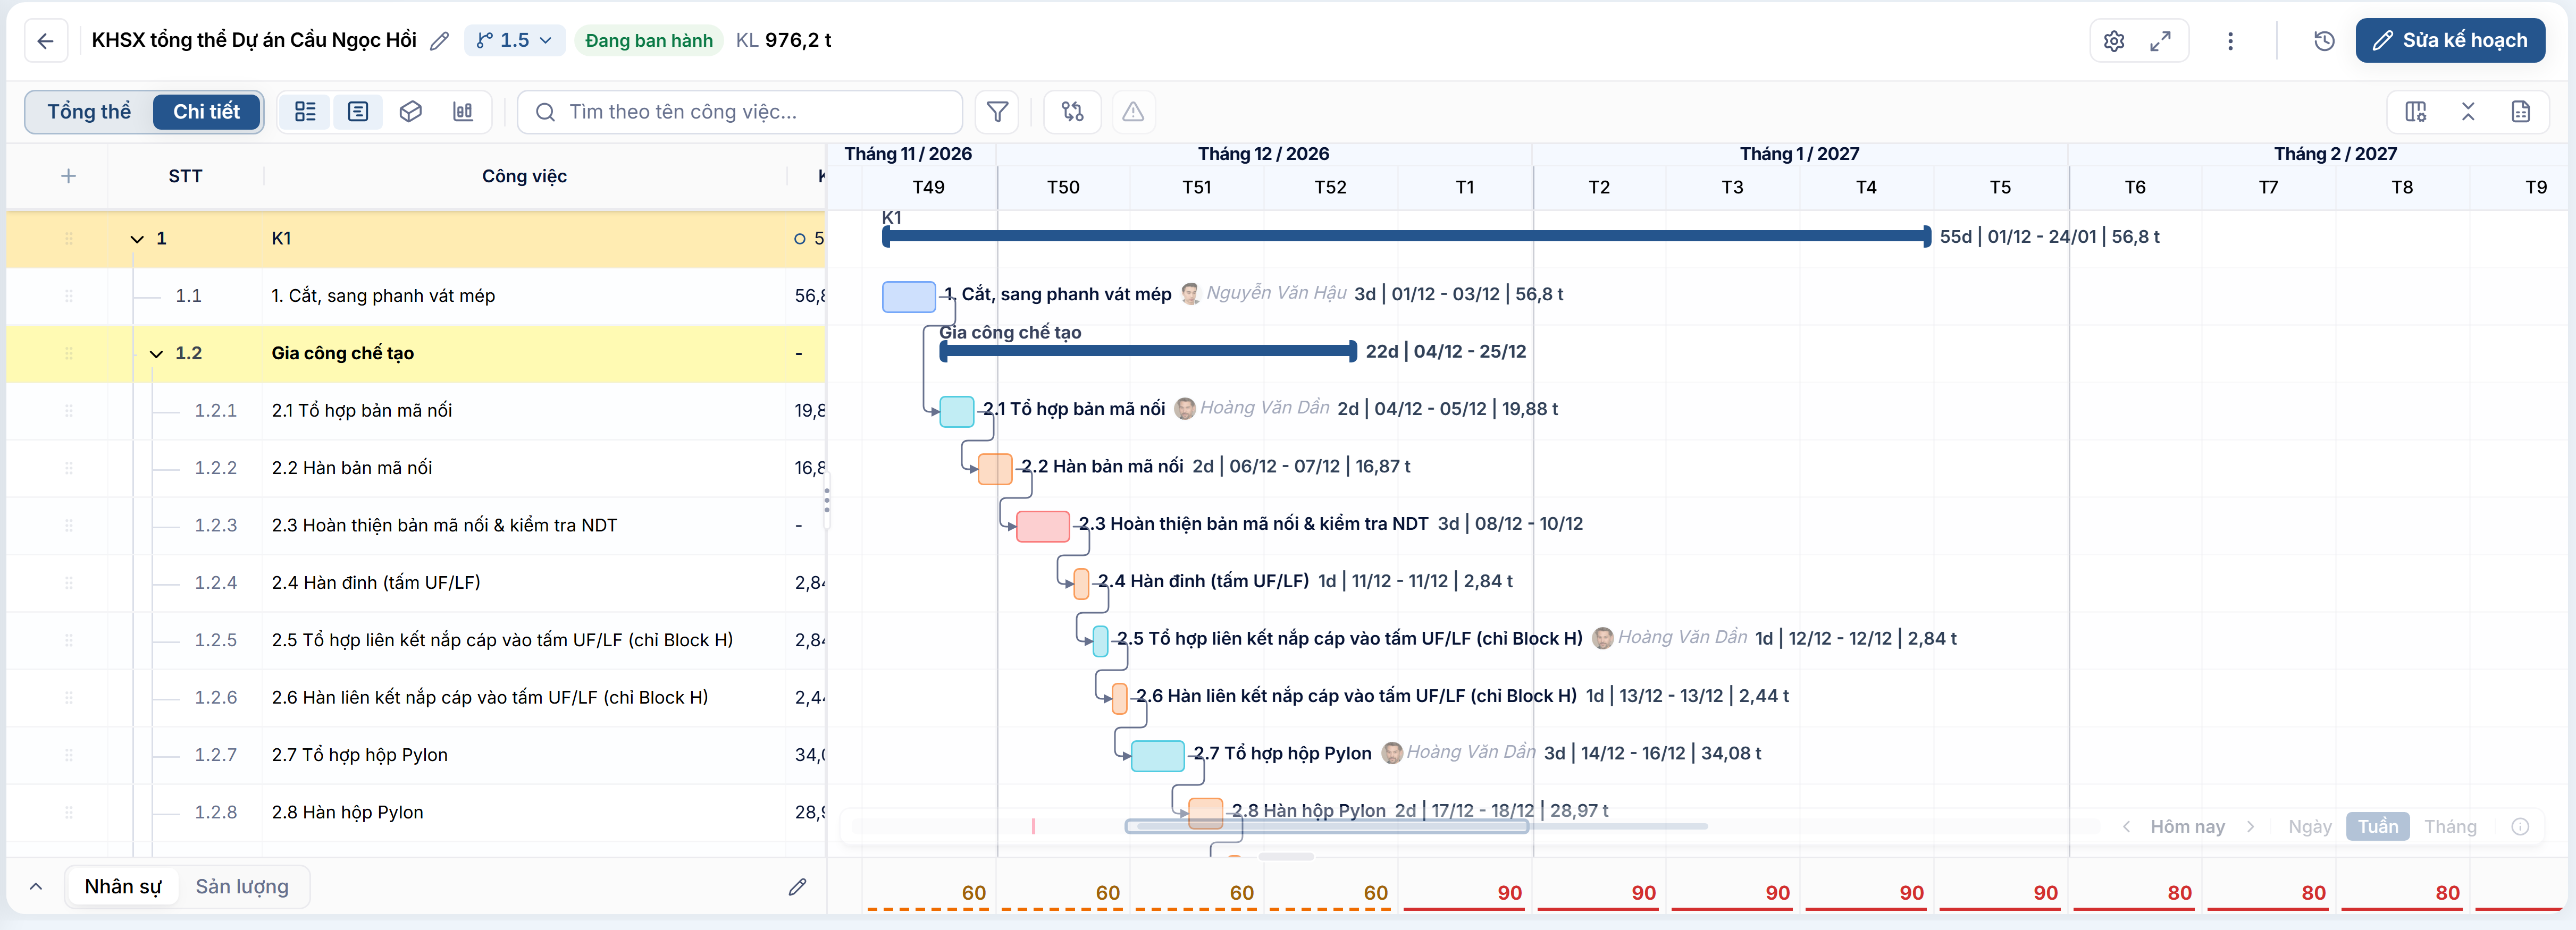 KHSX tổng thể Dự án Cầu Ngọc Hồi 1.5 Đang ban hành KL 976,2 t Sửa kế hoạch
Tổng thể Chi tiết Tìm theo tên công việc...
Tháng 11 / 2026 Tháng 12 / 2026 Tháng 1 / 2027 Tháng 2 / 2027
STT Công việc
T49 T50 T51 T52 T1 T2 T3 T4 T5 T6 T7 T8 T9
K1
1 K1 5 55d | 01/12 - 24/01 | 56,8 t
1.1 1. Cắt, sang phanh vát mép 56,8 1. Cắt, sang phanh vát mép Nguyễn Văn Hậu 3d | 01/12 - 03/12 | 56,8 t
Gia công chế tạo
1.2 Gia công chế tạo - 22d | 04/12 - 25/12
1.2.1 2.1 Tổ hợp bản mã nối 19,8 2.1 Tổ hợp bản mã nối Hoàng Văn Dần 2d | 04/12 - 05/12 | 19,88 t
1.2.2 2.2 Hàn bản mã nối 16,8 2.2 Hàn bản mã nối 2d | 06/12 - 07/12 | 16,87 t
1.2.3 2.3 Hoàn thiện bản mã nối & kiểm tra NDT - 2.3 Hoàn thiện bản mã nối & kiểm tra NDT 3d | 08/12 - 10/12
1.2.4 2.4 Hàn đinh (tấm UF/LF) 2,84 2.4 Hàn đinh (tấm UF/LF) 1d | 11/12 - 11/12 | 2,84 t
1.2.5 2.5 Tổ hợp liên kết nắp cáp vào tấm UF/LF (chỉ Block H) 2,84 2.5 Tổ hợp liên kết nắp cáp vào tấm UF/LF (chỉ Block H) Hoàng Văn Dần 1d | 12/12 - 12/12 | 2,84 t
1.2.6 2.6 Hàn liên kết nắp cáp vào tấm UF/LF (chỉ Block H) 2,44 2.6 Hàn liên kết nắp cáp vào tấm UF/LF (chỉ Block H) 1d | 13/12 - 13/12 | 2,44 t
1.2.7 2.7 Tổ hợp hộp Pylon 34,0 2.7 Tổ hợp hộp Pylon Hoàng Văn Dần 3d | 14/12 - 16/12 | 34,08 t
1.2.8 2.8 Hàn hộp Pylon 28,9 2.8 Hàn hộp Pylon 2d | 17/12 - 18/12 | 28,97 t
Hôm nay Ngày Tuần Tháng
Nhân sự Sản lượng 60 60 60 60 90 90 90 90 90 80 80 80